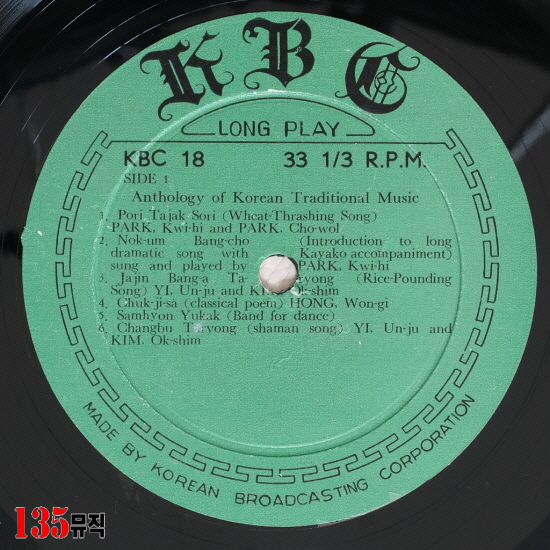 KBC
LONG PLAY
KBC 18 33 1/3 R.P.M.
SIDE 1
Anthology of Korean Traditional Music
1. Pori Tajak Sori (Wheat-Thrashing Song)
PARK, Kwi-hi and PARK, Cho-wol
2. Nok-um Bang-cho (Introduction to long
dramatic song with Kayako accompaniment)
sung and played by PARK, Kwi-hi
3. Jajin Bang-a Ta- yong (Rice-Pounding
Song) YI, Un-ju and KIM, Ok-shim
4. Chuk-ji-sa (classical poem) HONG, Won-gi
5. Samhyon Yukak (Band for dance)
6. Changbu Ta-ryong (shaman song) YI, Un-ju and
KIM, Ok-shim
MADE BY KOREAN BROADCASTING CORPORATION
135뮤직